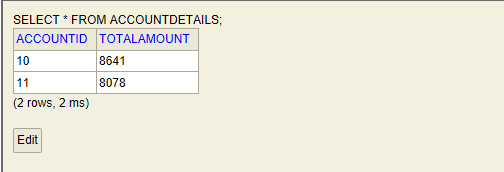 SELECT * FROM ACCOUNTDETAILS;
ACCOUNTID TOTALAMOUNT
10 8641
11 8078
(2 rows, 2 ms)
Edit